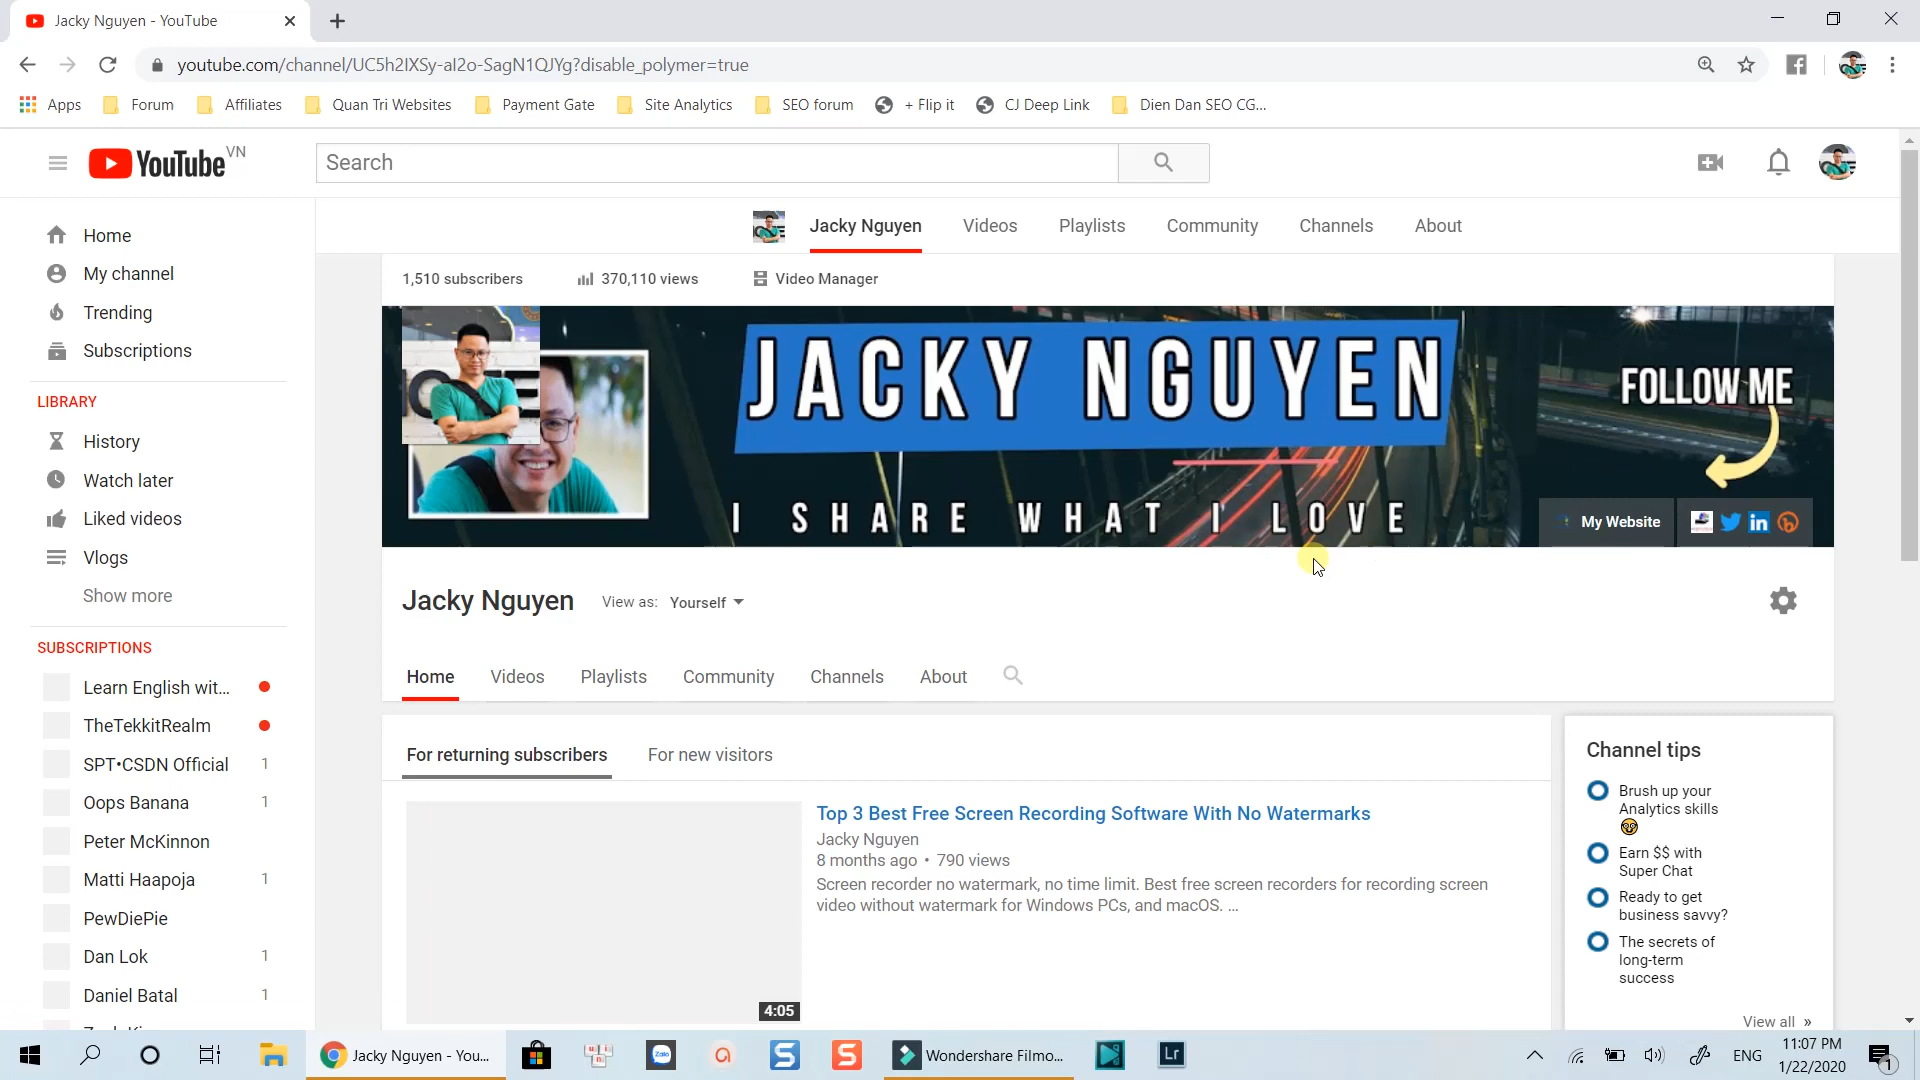 Jacky Nguyen - YouTube
youtube.com/channel/UC5h2IXSy-aI2o-SagN1QJYg?disable_polymer=true
Apps Forum Affiliates Quan Tri Websites Payment Gate Site Analytics SEO forum + Flip it CJ Deep Link Dien Dan SEO CG...
YouTube VN
Search
Jacky Nguyen Videos Playlists Community Channels About
1,510 subscribers 370,110 views Video Manager
JACKY NGUYEN
FOLLOW ME
I SHARE WHAT I LOVE
My Website
Jacky Nguyen View as: Yourself
Home Videos Playlists Community Channels About
For returning subscribers For new visitors
Top 3 Best Free Screen Recording Software With No Watermarks
Jacky Nguyen
8 months ago • 790 views
Screen recorder no watermark, no time limit. Best free screen recorders for recording screen
video without watermark for Windows PCs, and macOS. ...
4:05
Channel tips
Brush up your
Analytics skills
Earn $$ with
Super Chat
Ready to get
business savvy?
The secrets of
long-term
success
View all »
Home
My channel
Trending
Subscriptions
LIBRARY
History
Watch later
Liked videos
Vlogs
Show more
SUBSCRIPTIONS
Learn English wit...
TheTekkitRealm
SPT•CSDN Official 1
Oops Banana 1
Peter McKinnon
Matti Haapoja 1
PewDiePie
Dan Lok 1
Daniel Batal 1
Jacky Nguyen - You...
Zalo
S
S
Wondershare Filmo...
Lr
ENG
11:07 PM
1/22/2020
1